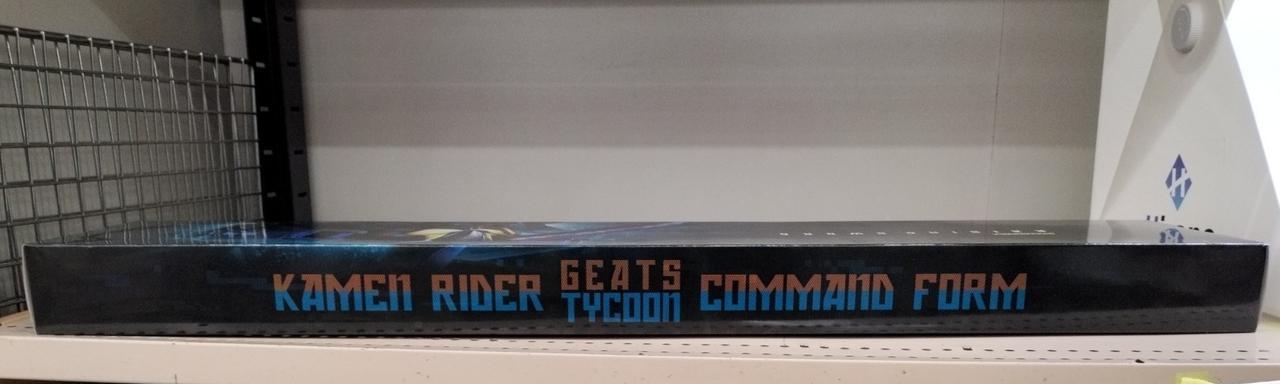 KAMEN RIDER GEATS TYCOON COMMAND FORM